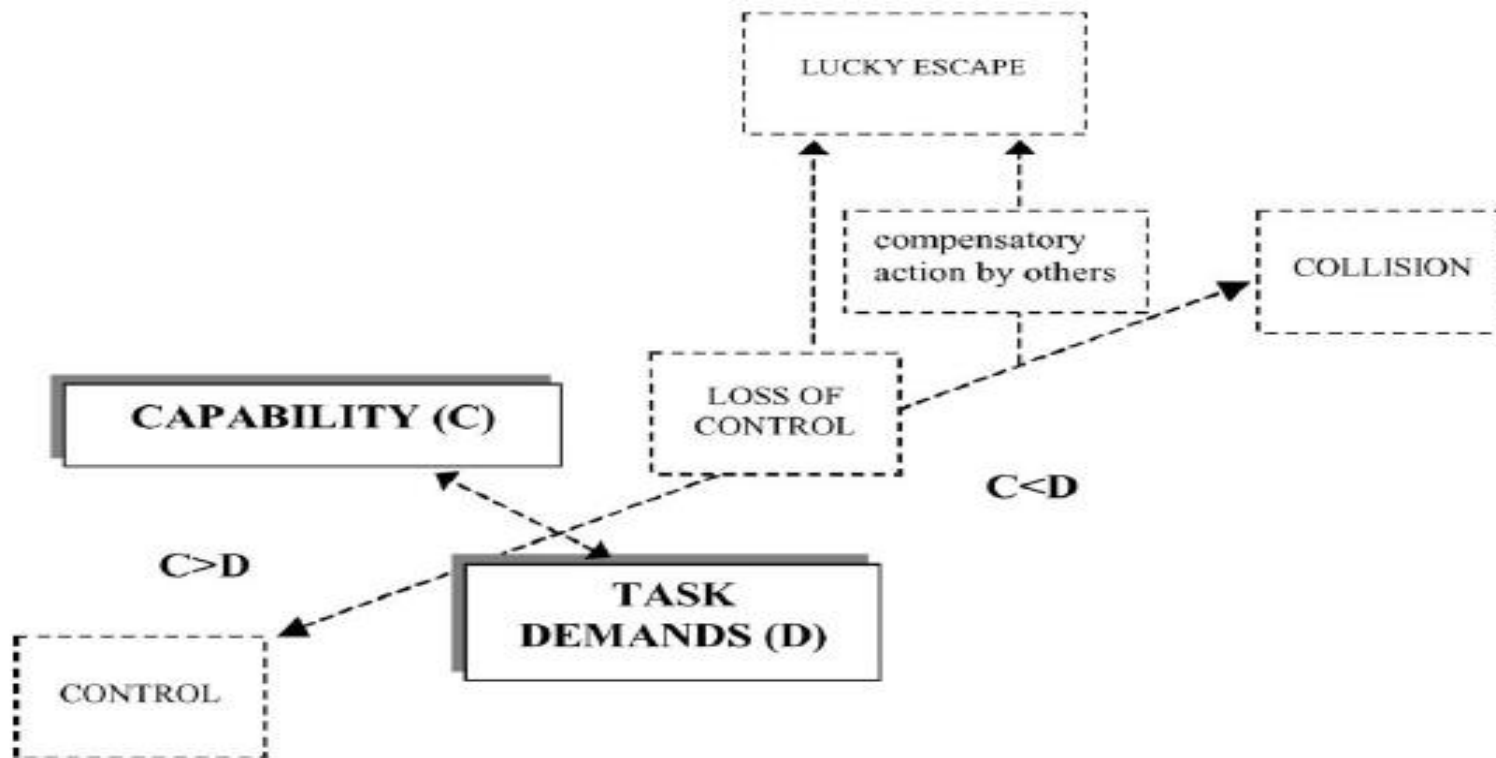 LUCKY ESCAPE
compensatory
action by others
COLLISION
LOSS OF
CONTROL
CAPABILITY (C)
C<D
C>D
TASK
DEMANDS (D)
CONTROL